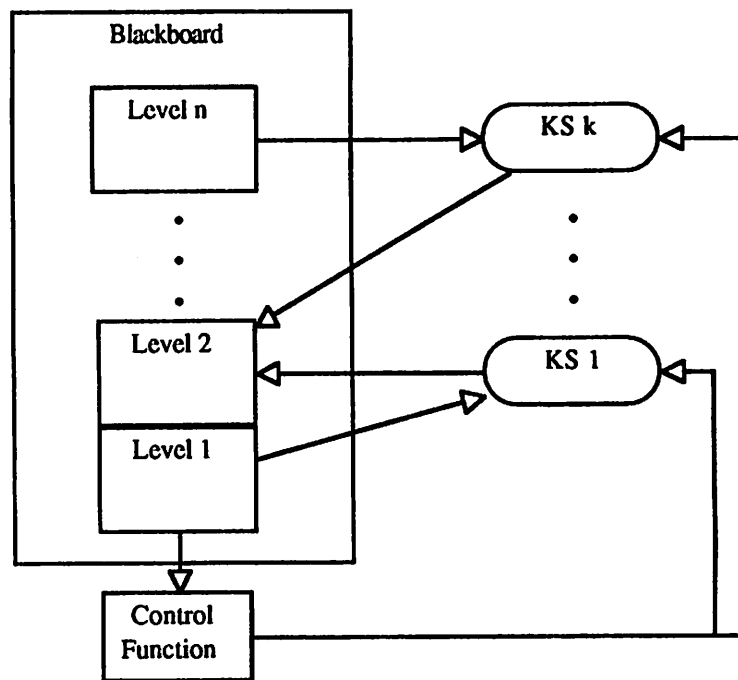 Blackboard
Level n
KS k
Level 2
KS 1
Level 1
Control
Function